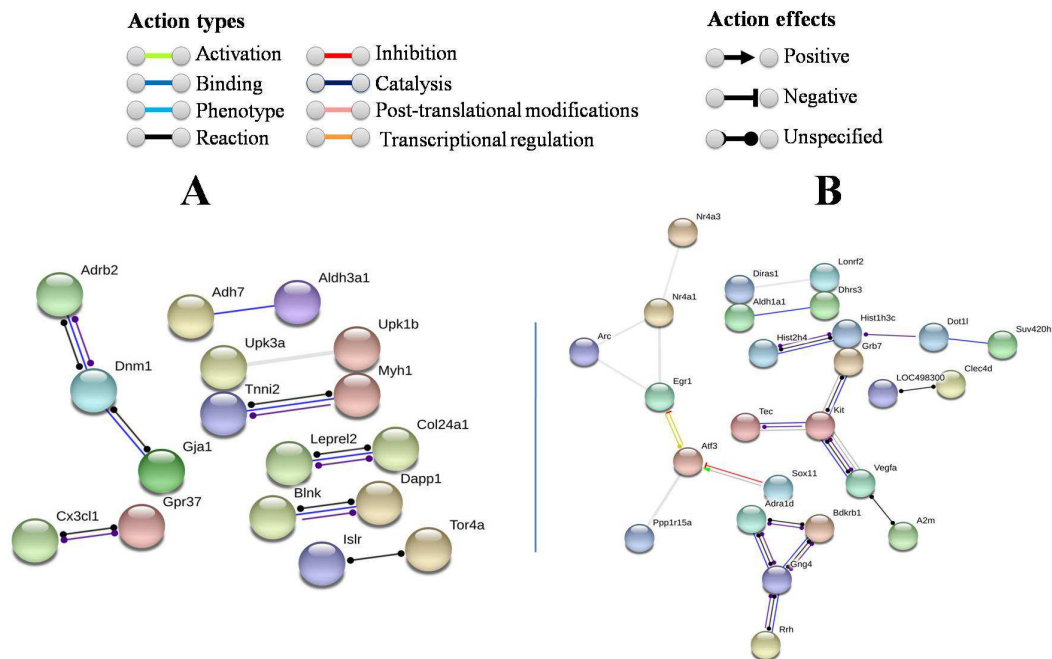 Action types
Action effects
Activation
Inhibition
Positive
Binding
Catalysis
Phenotype
Post-translational modifications
Negative
Reaction
Transcriptional regulation
Unspecified
A
B
Adrb2
Adh7
Aldh3a1
Upk3a
Upk1b
Dnm1
Tnni2
Myh1
Gja1
Leprel2
Col24a1
Cx3cl1
Gpr37
Blnk
Dapp1
Islr
Tor4a
Nr4a3
Nr4a1
Arc
Egr1
Atf3
Sox11
Ppp1r15a
Diras1
Lonrf2
Aldh1a1
Dhrs3
Hist1h3c
Hist2h4
Dot1l
Suv420h
Grb7
LOC498300
Clec4d
Tec
Kit
Vegfa
A2m
Adra1d
Bdkrb1
Gng4
Rrh